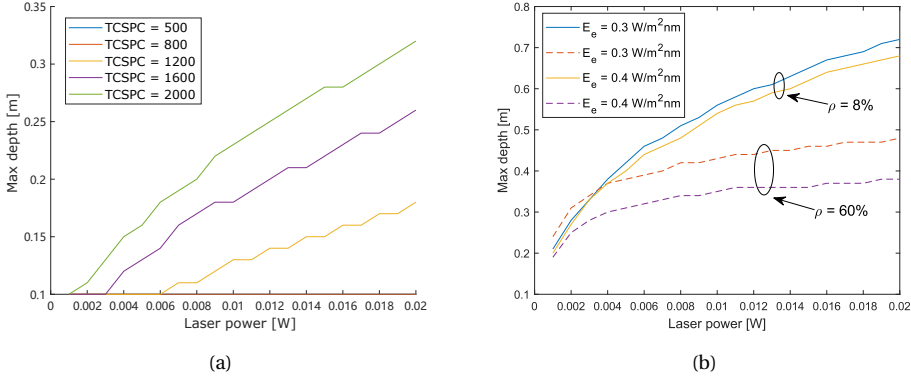 (a)
TCSPC = 500
TCSPC = 800
TCSPC = 1200
TCSPC = 1600
TCSPC = 2000
Max depth [m]
0.35
0.3
0.25
0.2
0.15
0.1
0 0.002 0.004 0.006 0.008 0.01 0.012 0.014 0.016 0.018 0.02
Laser power [W]
(a)
(b)
E_e = 0.3 W/m²nm
E_e = 0.3 W/m²nm
E_e = 0.4 W/m²nm
E_e = 0.4 W/m²nm
ρ = 8%
ρ = 60%
Max depth [m]
0.8
0.7
0.6
0.5
0.4
0.3
0.2
0.1
0 0.002 0.004 0.006 0.008 0.01 0.012 0.014 0.016 0.018 0.02
Laser power [W]
(b)